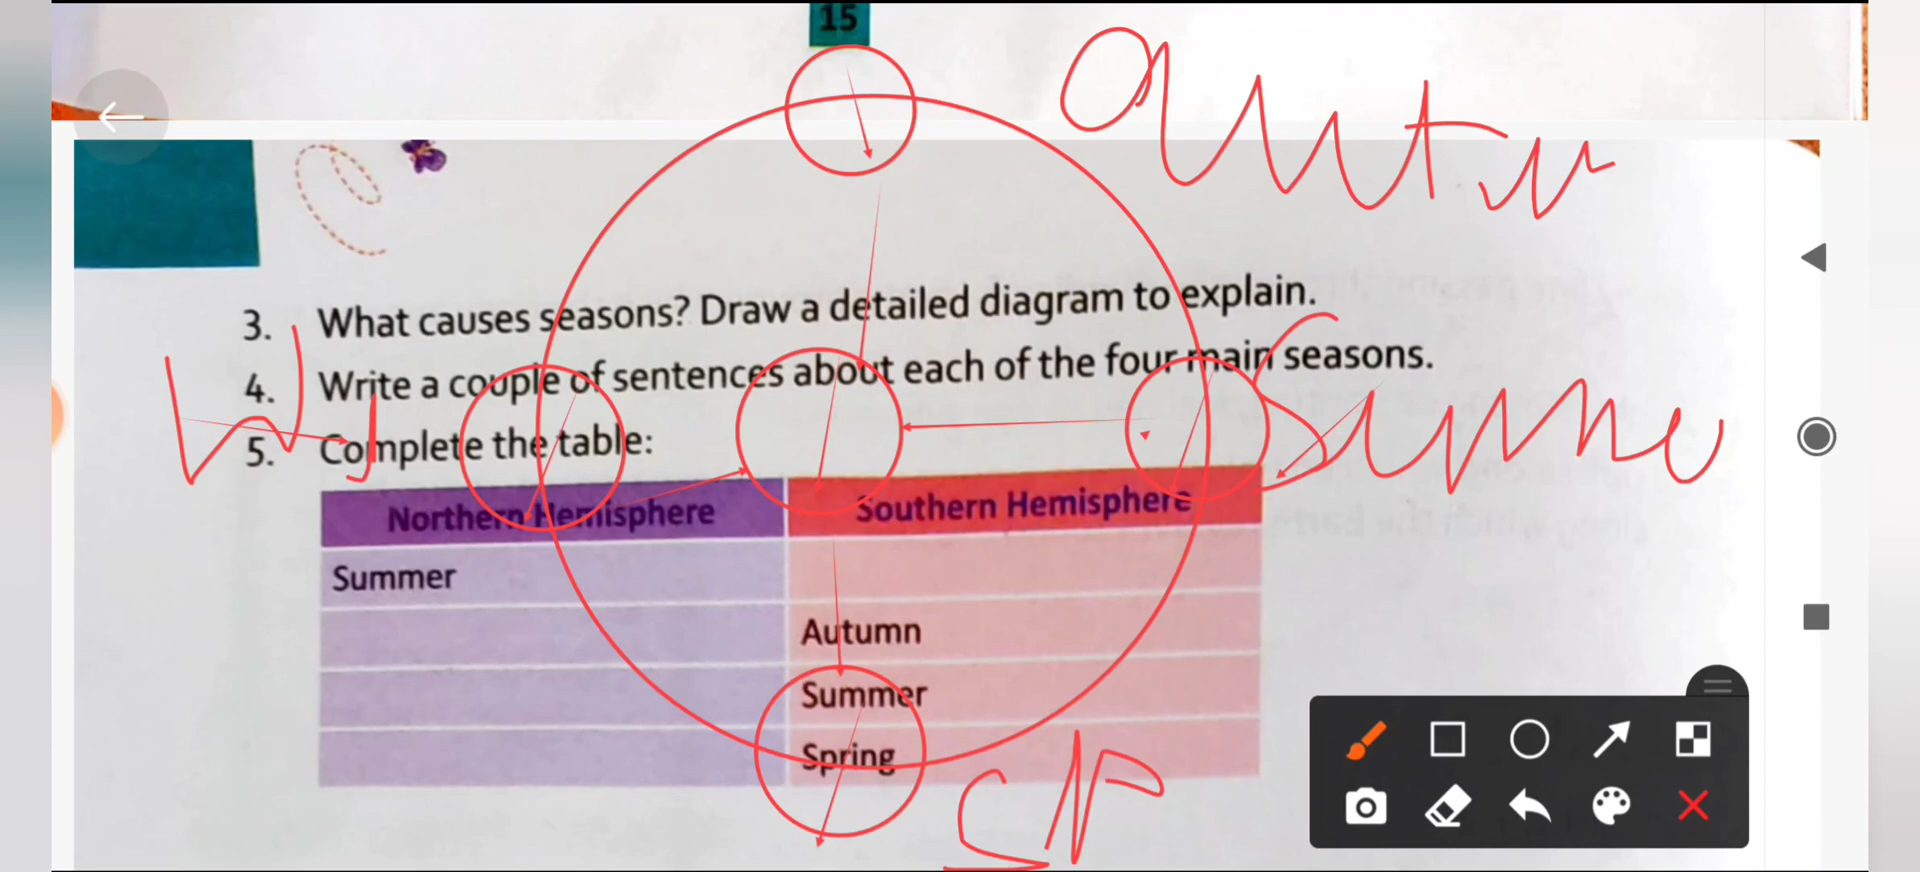 15
3. What causes seasons? Draw a detailed diagram to explain.
4. Write a couple of sentences about each of the four main seasons.
5. Complete the table:
Northern Hemisphere Southern Hemisphere
Summer
Autumn
Summer
Spring